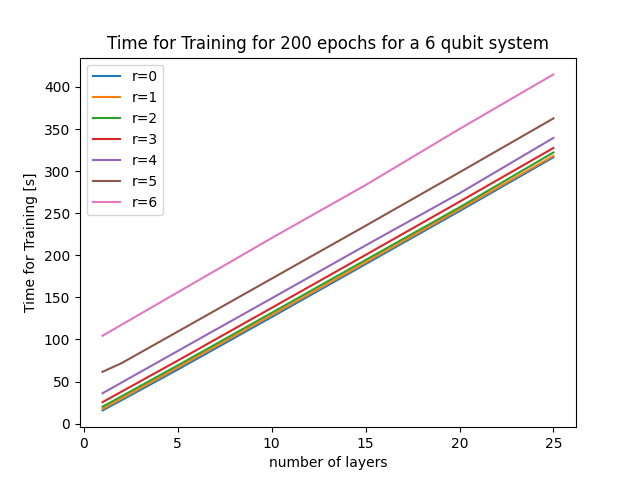 Time for Training for 200 epochs for a 6 qubit system
Time for Training [s]
400
350
300
250
200
150
100
50
0
r=0
r=1
r=2
r=3
r=4
r=5
r=6
0 5 10 15 20 25
number of layers